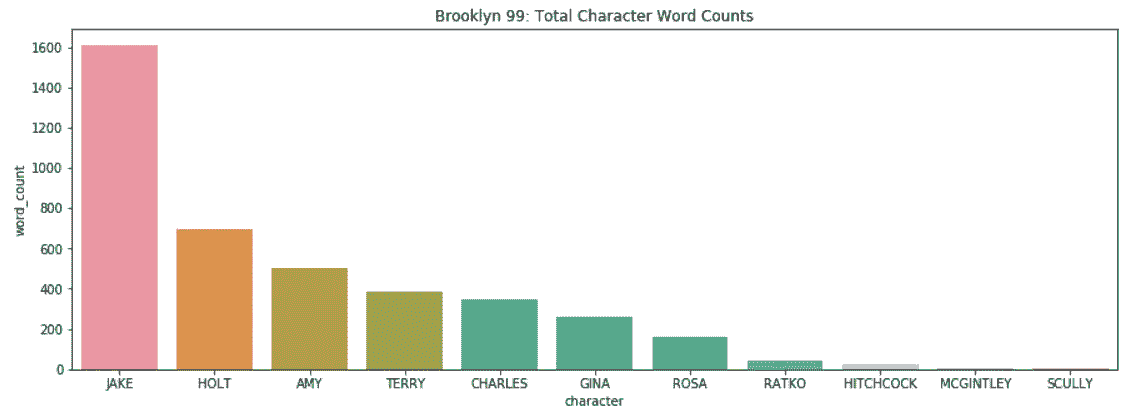 Brooklyn 99: Total Character Word Counts
1600
1400
1200
1000
800
600
400
200
0
word_count
JAKE HOLT AMY TERRY CHARLES GINA ROSA RATKO HITCHCOCK MCGINTLEY SCULLY
character